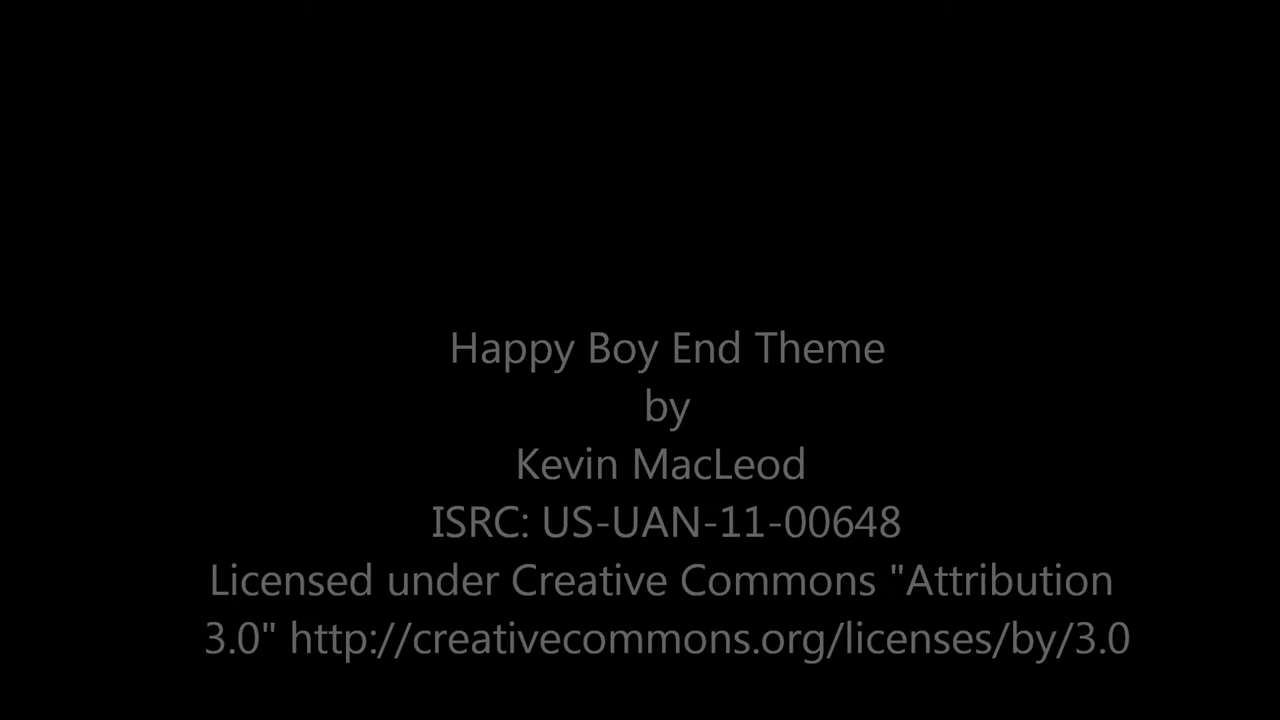 Happy Boy End Theme
by
Kevin MacLeod
ISRC: US-UAN-11-00648
Licensed under Creative Commons "Attribution
3.0" http://creativecommons.org/licenses/by/3.0